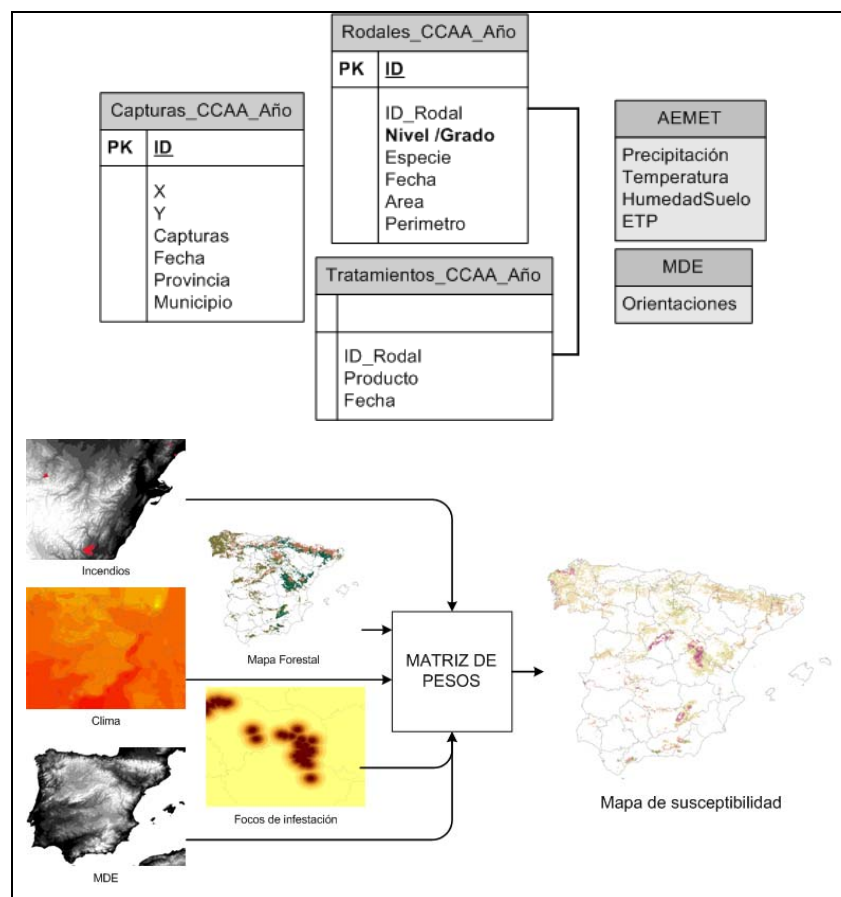 Rodales_CCAA_Año
PK ID
ID_Rodal
Nivel /Grado
Especie
Fecha
Area
Perimetro
Capturas_CCAA_Año
PK ID
X
Y
Capturas
Fecha
Provincia
Municipio
AEMET
Precipitación
Temperatura
HumedadSuelo
ETP
MDE
Orientaciones
Tratamientos_CCAA_Año
ID_Rodal
Producto
Fecha
Incendios
Mapa Forestal
Clima
MATRIZ DE
PESOS
Focos de infestación
MDE
Mapa de susceptibilidad